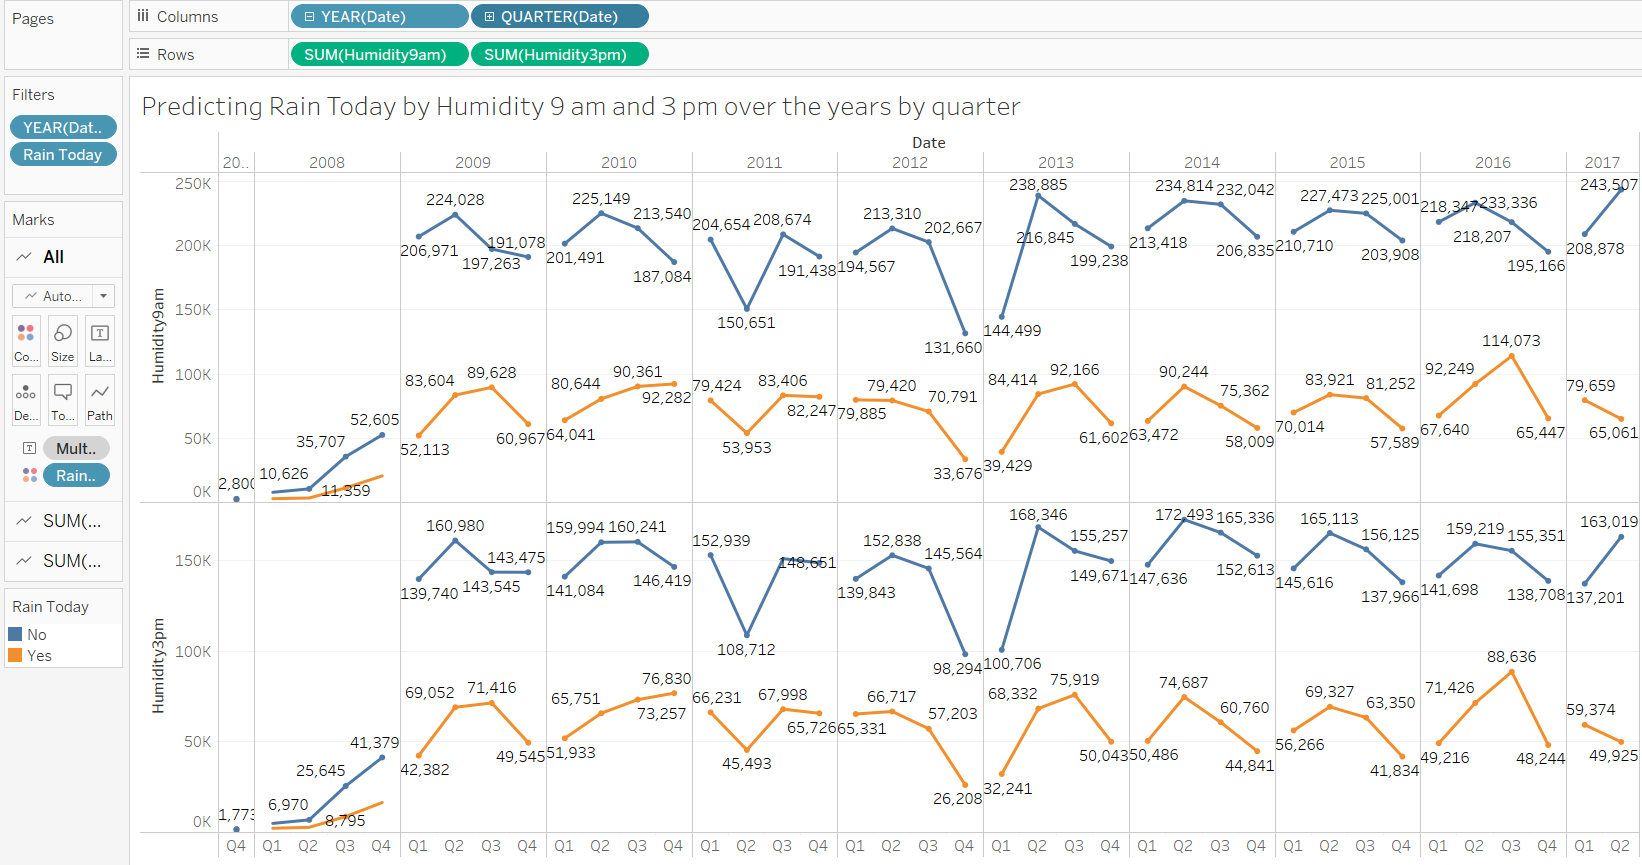 Pages
Columns
YEAR(Date)
QUARTER(Date)
Rows
SUM(Humidity9am)
SUM(Humidity3pm)
Filters
YEAR(Dat..
Rain Today
Marks
All
Auto...
Co...
Size
La...
De...
To...
Path
Mult..
Rain..
SUM(...
SUM(...
Rain Today
No
Yes
Predicting Rain Today by Humidity 9 am and 3 pm over the years by quarter
Date
20.. 2008 2009 2010 2011 2012 2013 2014 2015 2016 2017
Humidity9am
250K
200K
150K
100K
50K
0K
2,800
10,626 35,707 52,605
11,359
206,971 224,028 197,263 191,078
83,604 89,628
52,113 60,967
201,491 225,149 213,540 187,084
80,644 90,361
64,041 92,282
204,654 150,651 208,674 191,438
79,424 53,953 83,406 82,247
194,567 213,310 202,667 131,660
79,885 79,420 70,791 33,676
144,499 238,885 216,845 199,238
39,429 84,414 92,166 61,602
213,418 234,814 232,042 206,835
63,472 90,244 75,362 58,009
210,710 227,473 225,001 203,908
70,014 83,921 81,252 57,589
218,347 233,336 218,207 195,166
67,640 92,249 114,073 65,447
208,878 243,507
79,659 65,061
Humidity3pm
150K
100K
50K
0K
1,773
6,970 25,645 41,379
8,795
139,740 160,980 143,545 143,475
42,382 69,052 71,416 49,545
141,084 159,994 160,241 146,419
51,933 65,751 73,257 76,830
152,939 108,712 148,651
66,231 45,493 67,998 65,726
139,843 152,838 145,564 98,294
65,331 66,717 57,203 26,208
100,706 168,346 155,257 149,671
32,241 68,332 75,919 50,043
147,636 172,493 165,336 152,613
50,486 74,687 60,760 44,841
145,616 165,113 156,125 137,966
56,266 69,327 63,350 41,834
141,698 159,219 155,351 138,708
49,216 71,426 88,636 48,244
137,201 163,019
59,374 49,925
Q4 Q1 Q2 Q3 Q4 Q1 Q2 Q3 Q4 Q1 Q2 Q3 Q4 Q1 Q2 Q3 Q4 Q1 Q2 Q3 Q4 Q1 Q2 Q3 Q4 Q1 Q2 Q3 Q4 Q1 Q2 Q3 Q4 Q1 Q2 Q3 Q4 Q1 Q2